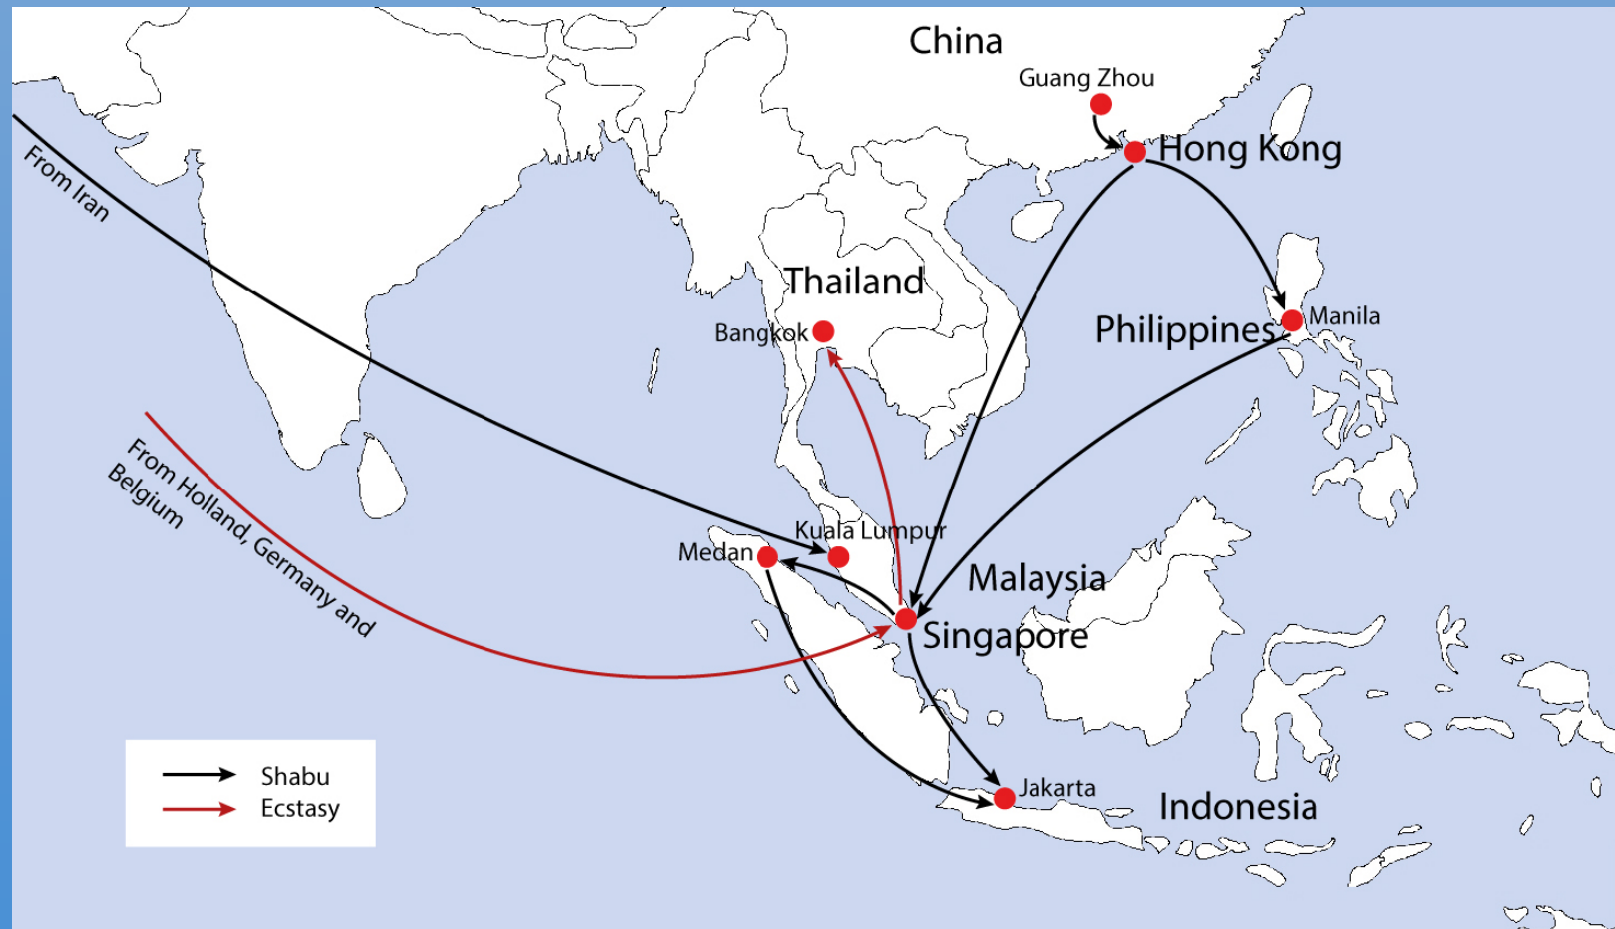 China
Guang Zhou
Hong Kong
From Iran
Thailand
Bangkok
Philippines
Manila
From Holland, Germany and
Belgium
Kuala Lumpur
Medan
Malaysia
Singapore
Jakarta
Indonesia
Shabu
Ecstasy